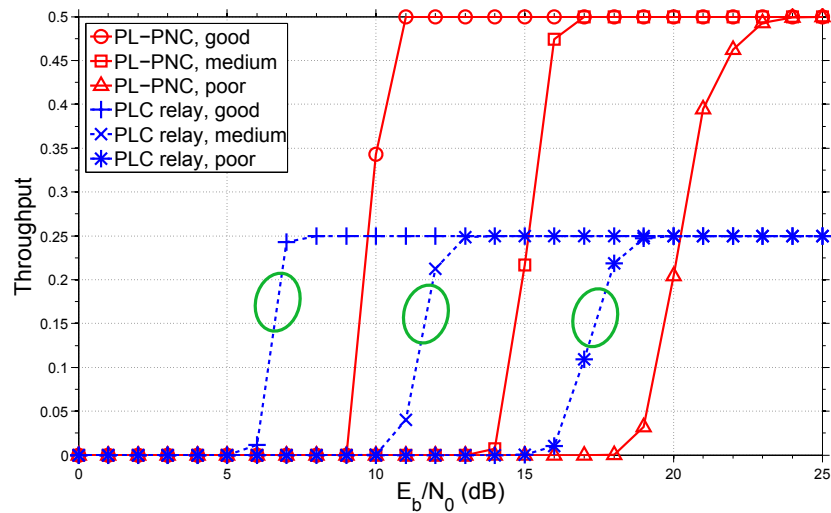 PL−PNC, good
PL−PNC, medium
PL−PNC, poor
PLC relay, good
PLC relay, medium
PLC relay, poor
Throughput
0.5
0.45
0.4
0.35
0.3
0.25
0.2
0.15
0.1
0.05
0
0 5 10 15 20 25
E_b/N_0 (dB)